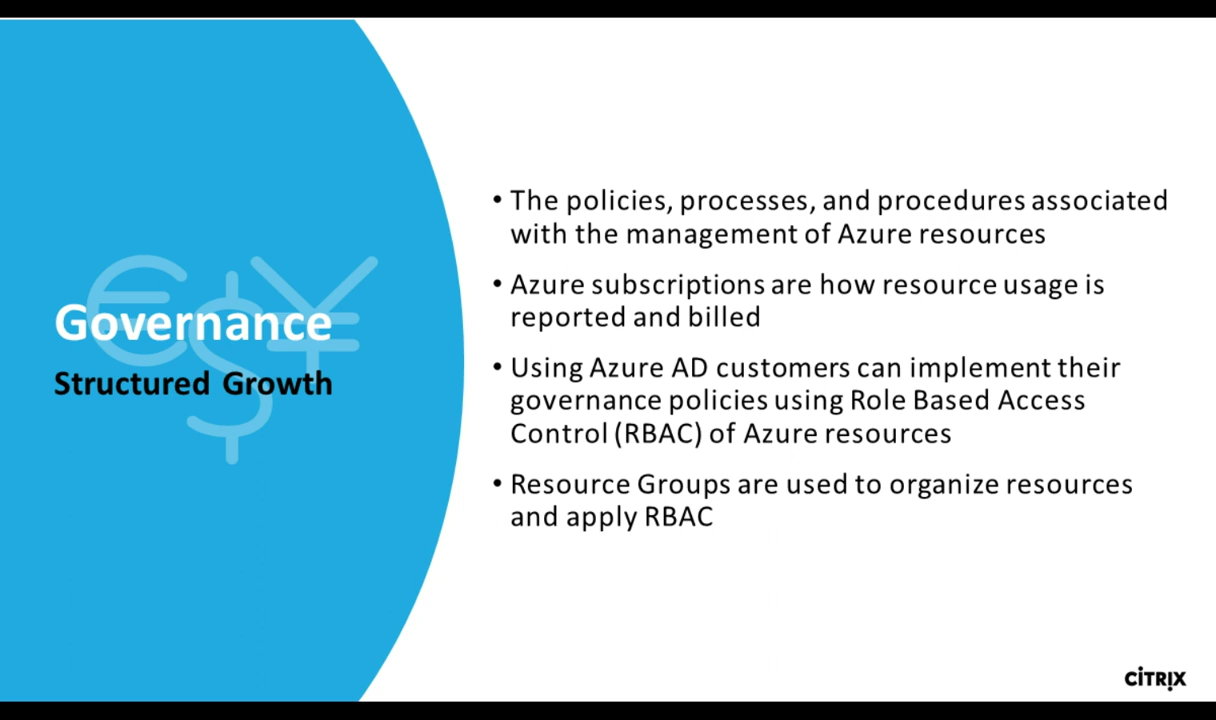 Governance
Structured Growth
• The policies, processes, and procedures associated
with the management of Azure resources
• Azure subscriptions are how resource usage is
reported and billed
• Using Azure AD customers can implement their
governance policies using Role Based Access
Control (RBAC) of Azure resources
• Resource Groups are used to organize resources
and apply RBAC
CİTRIX